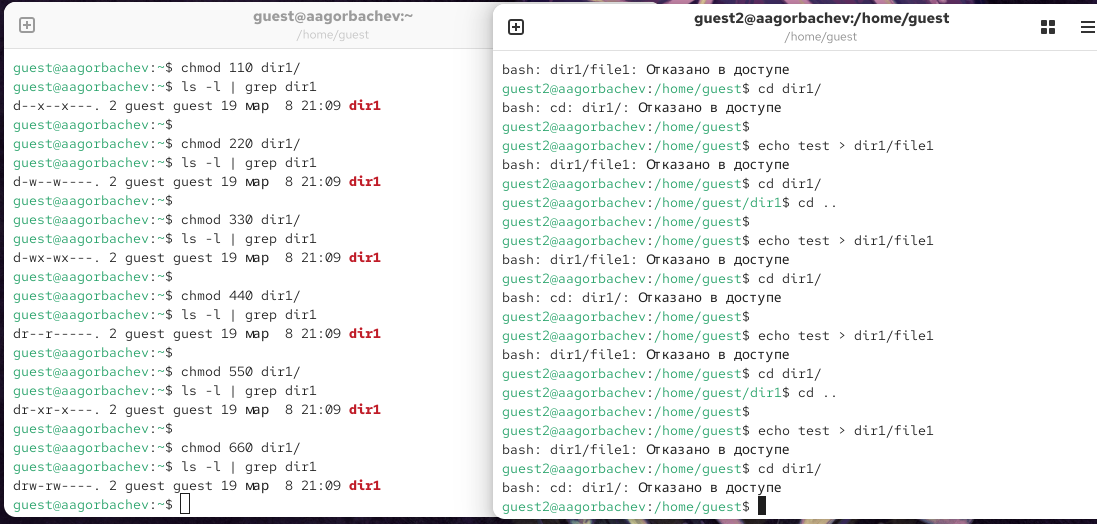 guest@aagorbachev:~
/home/guest
guest@aagorbachev:~$ chmod 110 dir1/
guest@aagorbachev:~$ ls -l | grep dir1
d--x--x---. 2 guest guest 19 мар  8 21:09 dir1
guest@aagorbachev:~$
guest@aagorbachev:~$ chmod 220 dir1/
guest@aagorbachev:~$ ls -l | grep dir1
d-w--w----. 2 guest guest 19 мар  8 21:09 dir1
guest@aagorbachev:~$
guest@aagorbachev:~$ chmod 330 dir1/
guest@aagorbachev:~$ ls -l | grep dir1
d-wx-wx---. 2 guest guest 19 мар  8 21:09 dir1
guest@aagorbachev:~$
guest@aagorbachev:~$ chmod 440 dir1/
guest@aagorbachev:~$ ls -l | grep dir1
dr--r-----. 2 guest guest 19 мар  8 21:09 dir1
guest@aagorbachev:~$
guest@aagorbachev:~$ chmod 550 dir1/
guest@aagorbachev:~$ ls -l | grep dir1
dr-xr-x---. 2 guest guest 19 мар  8 21:09 dir1
guest@aagorbachev:~$
guest@aagorbachev:~$ chmod 660 dir1/
guest@aagorbachev:~$ ls -l | grep dir1
drw-rw----. 2 guest guest 19 мар  8 21:09 dir1
guest@aagorbachev:~$
guest2@aagorbachev:/home/guest
/home/guest
bash: dir1/file1: Отказано в доступе
guest2@aagorbachev:/home/guest$ cd dir1/
bash: cd: dir1/: Отказано в доступе
guest2@aagorbachev:/home/guest$
guest2@aagorbachev:/home/guest$ echo test > dir1/file1
bash: dir1/file1: Отказано в доступе
guest2@aagorbachev:/home/guest$ cd dir1/
guest2@aagorbachev:/home/guest/dir1$ cd ..
guest2@aagorbachev:/home/guest$
guest2@aagorbachev:/home/guest$ echo test > dir1/file1
bash: dir1/file1: Отказано в доступе
guest2@aagorbachev:/home/guest$ cd dir1/
bash: cd: dir1/: Отказано в доступе
guest2@aagorbachev:/home/guest$
guest2@aagorbachev:/home/guest$ echo test > dir1/file1
bash: dir1/file1: Отказано в доступе
guest2@aagorbachev:/home/guest$ cd dir1/
guest2@aagorbachev:/home/guest/dir1$ cd ..
guest2@aagorbachev:/home/guest$
guest2@aagorbachev:/home/guest$ echo test > dir1/file1
bash: dir1/file1: Отказано в доступе
guest2@aagorbachev:/home/guest$ cd dir1/
bash: cd: dir1/: Отказано в доступе
guest2@aagorbachev:/home/guest$